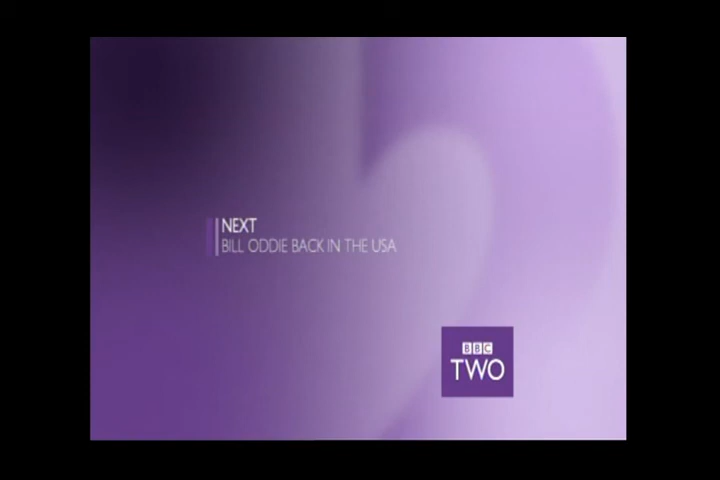 NEXT
BILL ODDIE BACK IN THE USA
BBC
TWO